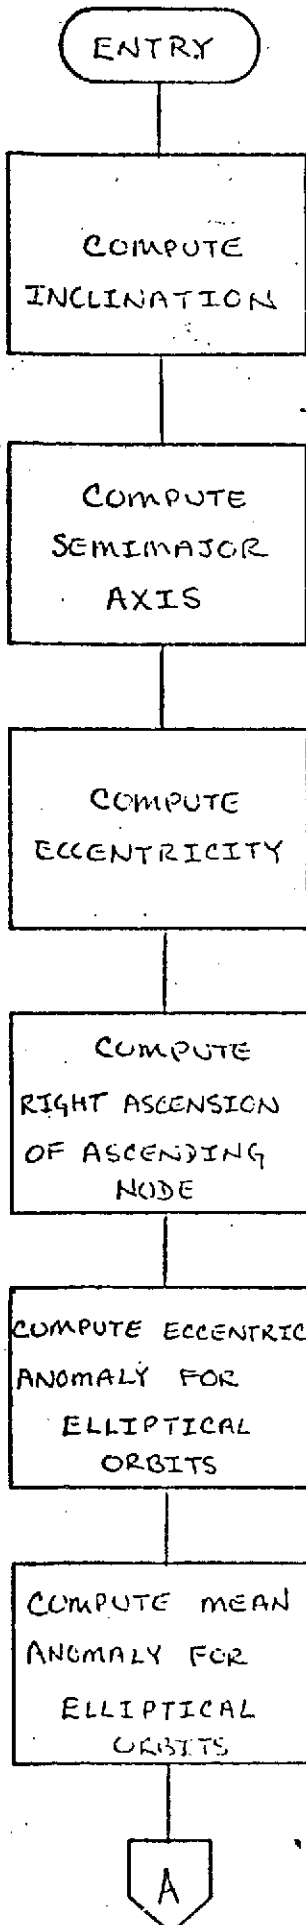 ENTRY
COMPUTE
INCLINATION
COMPUTE
SEMIMAJOR
AXIS
COMPUTE
ECCENTRICITY
COMPUTE
RIGHT ASCENSION
OF ASCENDING
NODE
COMPUTE ECCENTRIC
ANOMALY FOR
ELLIPTICAL
ORBITS
COMPUTE MEAN
ANOMALY FOR
ELLIPTICAL
ORBITS
A